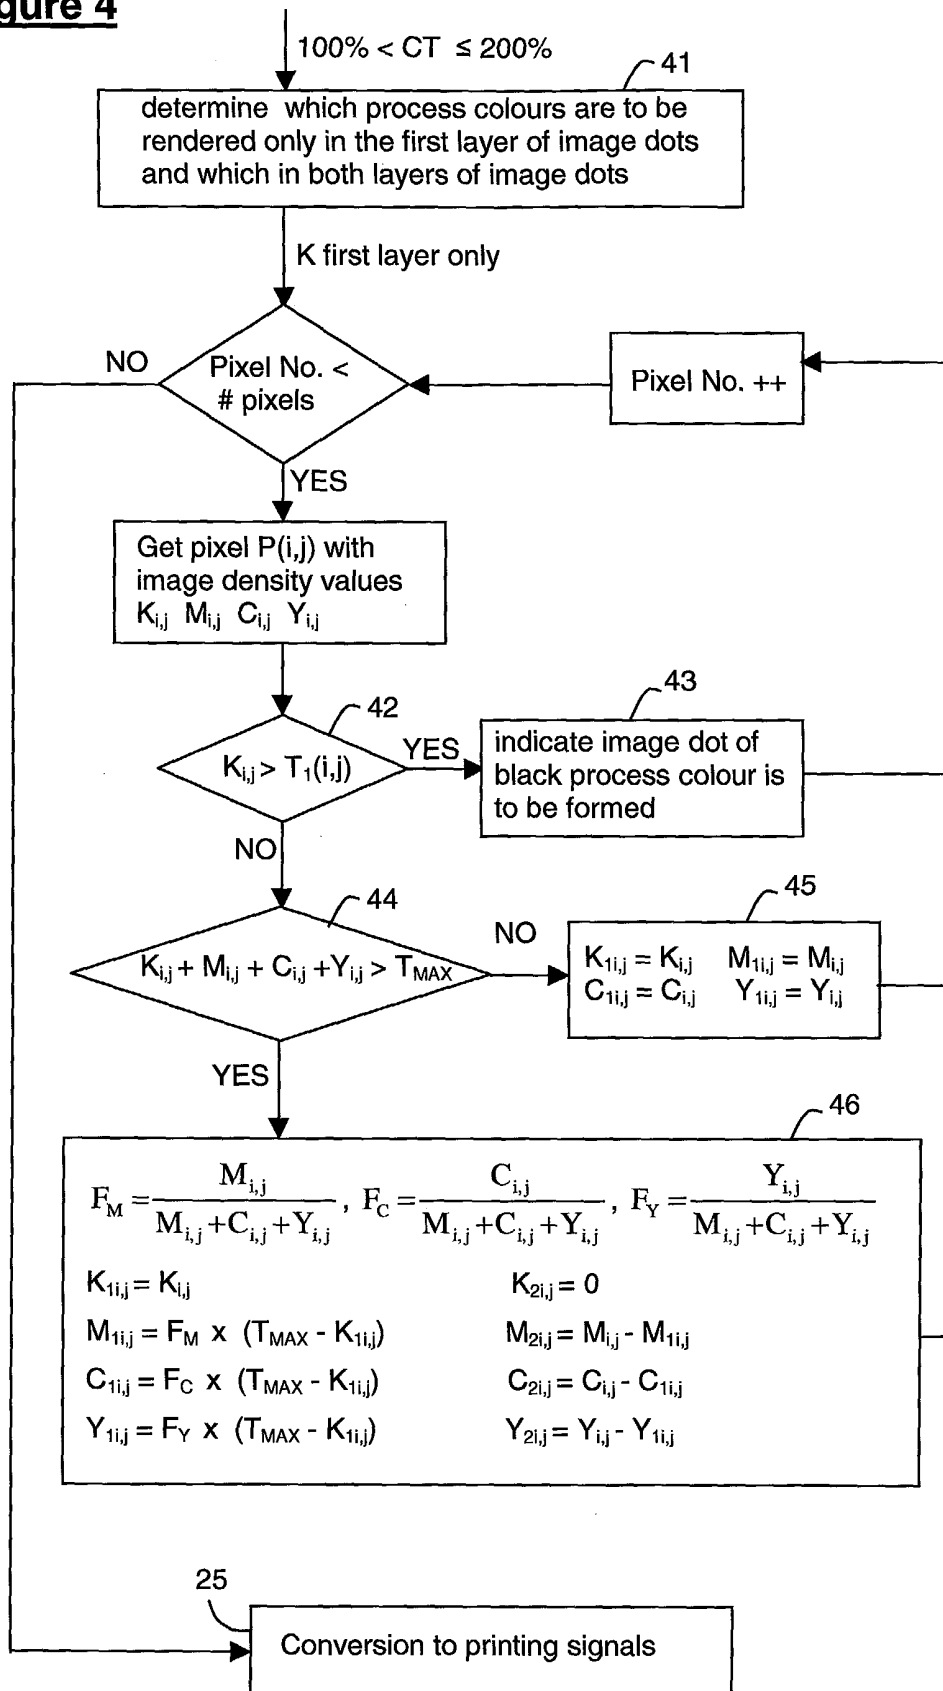 gure 4
100% < CT ≤ 200%
41
determine which process colours are to be
rendered only in the first layer of image dots
and which in both layers of image dots
K first layer only
NO
Pixel No. <
# pixels
Pixel No. ++
YES
Get pixel P(i,j) with
image density values
Ki,j Mi,j Ci,j Yi,j
42
Ki,j > T1(i,j)
YES
43
indicate image dot of
black process colour is
to be formed
NO
44
Ki,j + Mi,j + Ci,j +Yi,j > TMAX
NO
45
K1i,j = Ki,j M1i,j = Mi,j
C1i,j = Ci,j Y1i,j = Yi,j
YES
46
FM = Mi,j / Mi,j +Ci,j +Yi,j , FC = Ci,j / Mi,j +Ci,j +Yi,j , FY = Yi,j / Mi,j +Ci,j +Yi,j
K1i,j = Ki,j K2i,j = 0
M1i,j = FM x (TMAX - K1i,j) M2i,j = Mi,j - M1i,j
C1i,j = FC x (TMAX - K1i,j) C2i,j = Ci,j - C1i,j
Y1i,j = FY x (TMAX - K1i,j) Y2i,j = Yi,j - Y1i,j
25
Conversion to printing signals